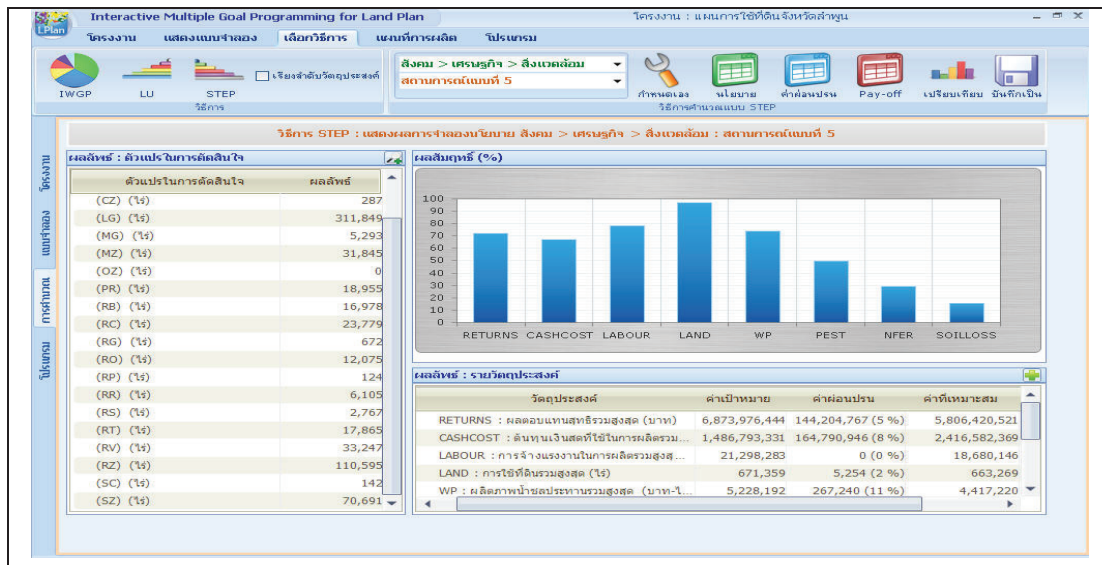 Interactive Multiple Goal Programming for Land Plan
โครงงาน : แผนการใช้ที่ดินจังหวัดลำพูน
LPlan
โครงงาน แสดงแบบจำลอง เลือกวิธีการ แผนที่การผลิต โปรแกรม
IWGP LU STEP
เรียงลำดับวัตถุประสงค์
วิธีการ
สังคม > เศรษฐกิจ > สิ่งแวดล้อม
สถานการณ์แบบที่ 5
กำหนดเอง นโยบาย ค่าผ่อนปรน Pay-off เปรียบเทียบ บันทึกเป็น
วิธีการคำนวณแบบ STEP
โครงงาน
แบบจำลอง
การคำนวณ
โปรแกรม
วิธีการ STEP : แสดงผลการจำลองนโยบาย สังคม > เศรษฐกิจ > สิ่งแวดล้อม : สถานการณ์แบบที่ 5
ผลลัพธ์ : ตัวแปรในการตัดสินใจ
ตัวแปรในการตัดสินใจ ผลลัพธ์
(CZ) (ไร่) 287
(LG) (ไร่) 311,849
(MG) (ไร่) 5,293
(MZ) (ไร่) 31,845
(OZ) (ไร่) 0
(PR) (ไร่) 18,955
(RB) (ไร่) 16,978
(RC) (ไร่) 23,779
(RG) (ไร่) 672
(RO) (ไร่) 12,075
(RP) (ไร่) 124
(RR) (ไร่) 6,105
(RS) (ไร่) 2,767
(RT) (ไร่) 17,865
(RV) (ไร่) 33,247
(RZ) (ไร่) 110,595
(SC) (ไร่) 142
(SZ) (ไร่) 70,691
ผลสัมฤทธิ์ (%)
100
90
80
70
60
50
40
30
20
10
0
RETURNS CASHCOST LABOUR LAND WP PEST NFER SOILLOSS
ผลลัพธ์ : รายวัตถุประสงค์
วัตถุประสงค์ ค่าเป้าหมาย ค่าผ่อนปรน ค่าที่เหมาะสม
RETURNS : ผลตอบแทนสุทธิรวมสูงสุด (บาท) 6,873,976,444 144,204,767 (5 %) 5,806,420,521
CASHCOST : ต้นทุนเงินสดที่ใช้ในการผลิตรวม... 1,486,793,331 164,790,946 (8 %) 2,416,582,369
LABOUR : การจ้างแรงงานในการผลิตรวมสูงสุ... 21,298,283 0 (0 %) 18,680,146
LAND : การใช้ที่ดินรวมสูงสุด (ไร่) 671,359 5,254 (2 %) 663,269
WP : ผลิตภาพน้ำชลประทานรวมสูงสุด (บาท-ไ... 5,228,192 267,240 (11 %) 4,417,220